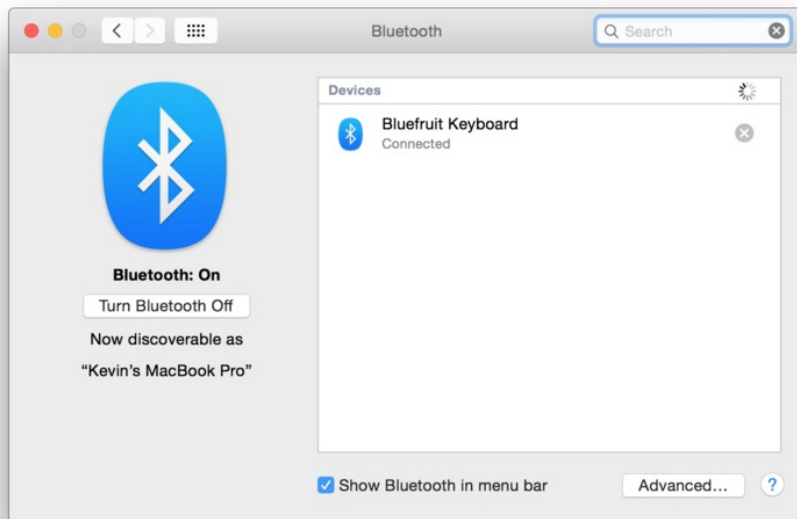 Bluetooth
Search
Devices
Bluefruit Keyboard
Connected
Bluetooth: On
Turn Bluetooth Off
Now discoverable as
“Kevin’s MacBook Pro”
Show Bluetooth in menu bar
Advanced...
?